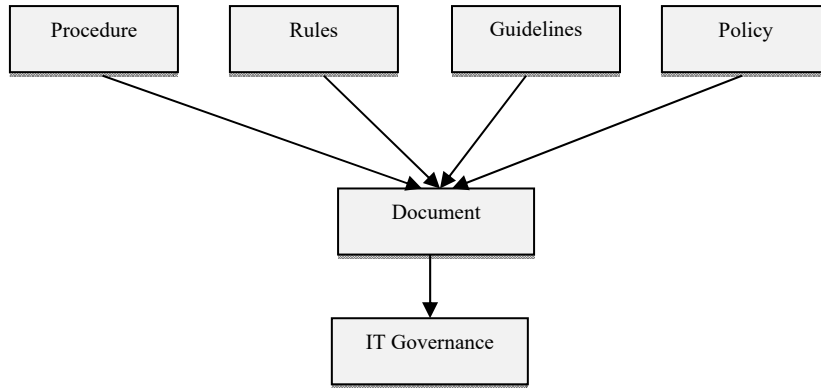 Procedure
Rules
Guidelines
Policy
Document
IT Governance